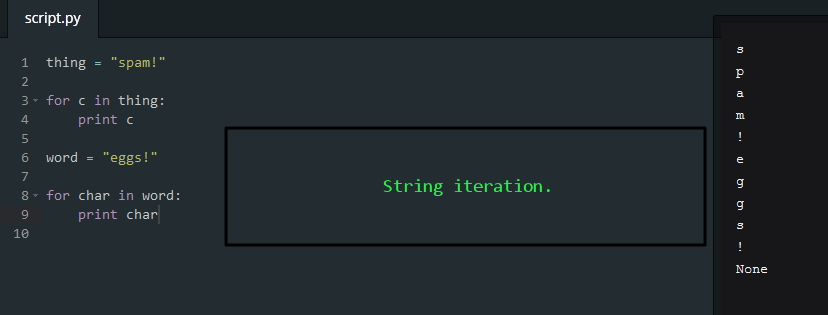 script.py
1 thing = "spam!"
2
3 for c in thing:
4     print c
5
6 word = "eggs!"
7
8 for char in word:
9     print char
10
String iteration.
s
p
a
m
!
e
g
g
s
!
None